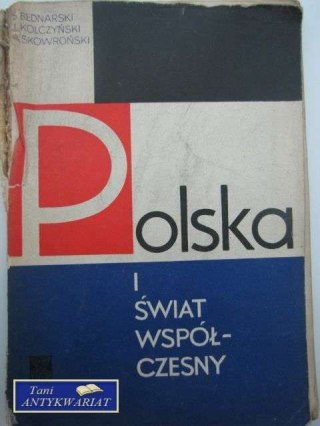 BEDNARSKI
KOLCZYŃSKI
SKOWROŃSKI
Polska
I
ŚWIAT
WSPÓŁ-
CZESNY
Tani
ANTYKWARIAT